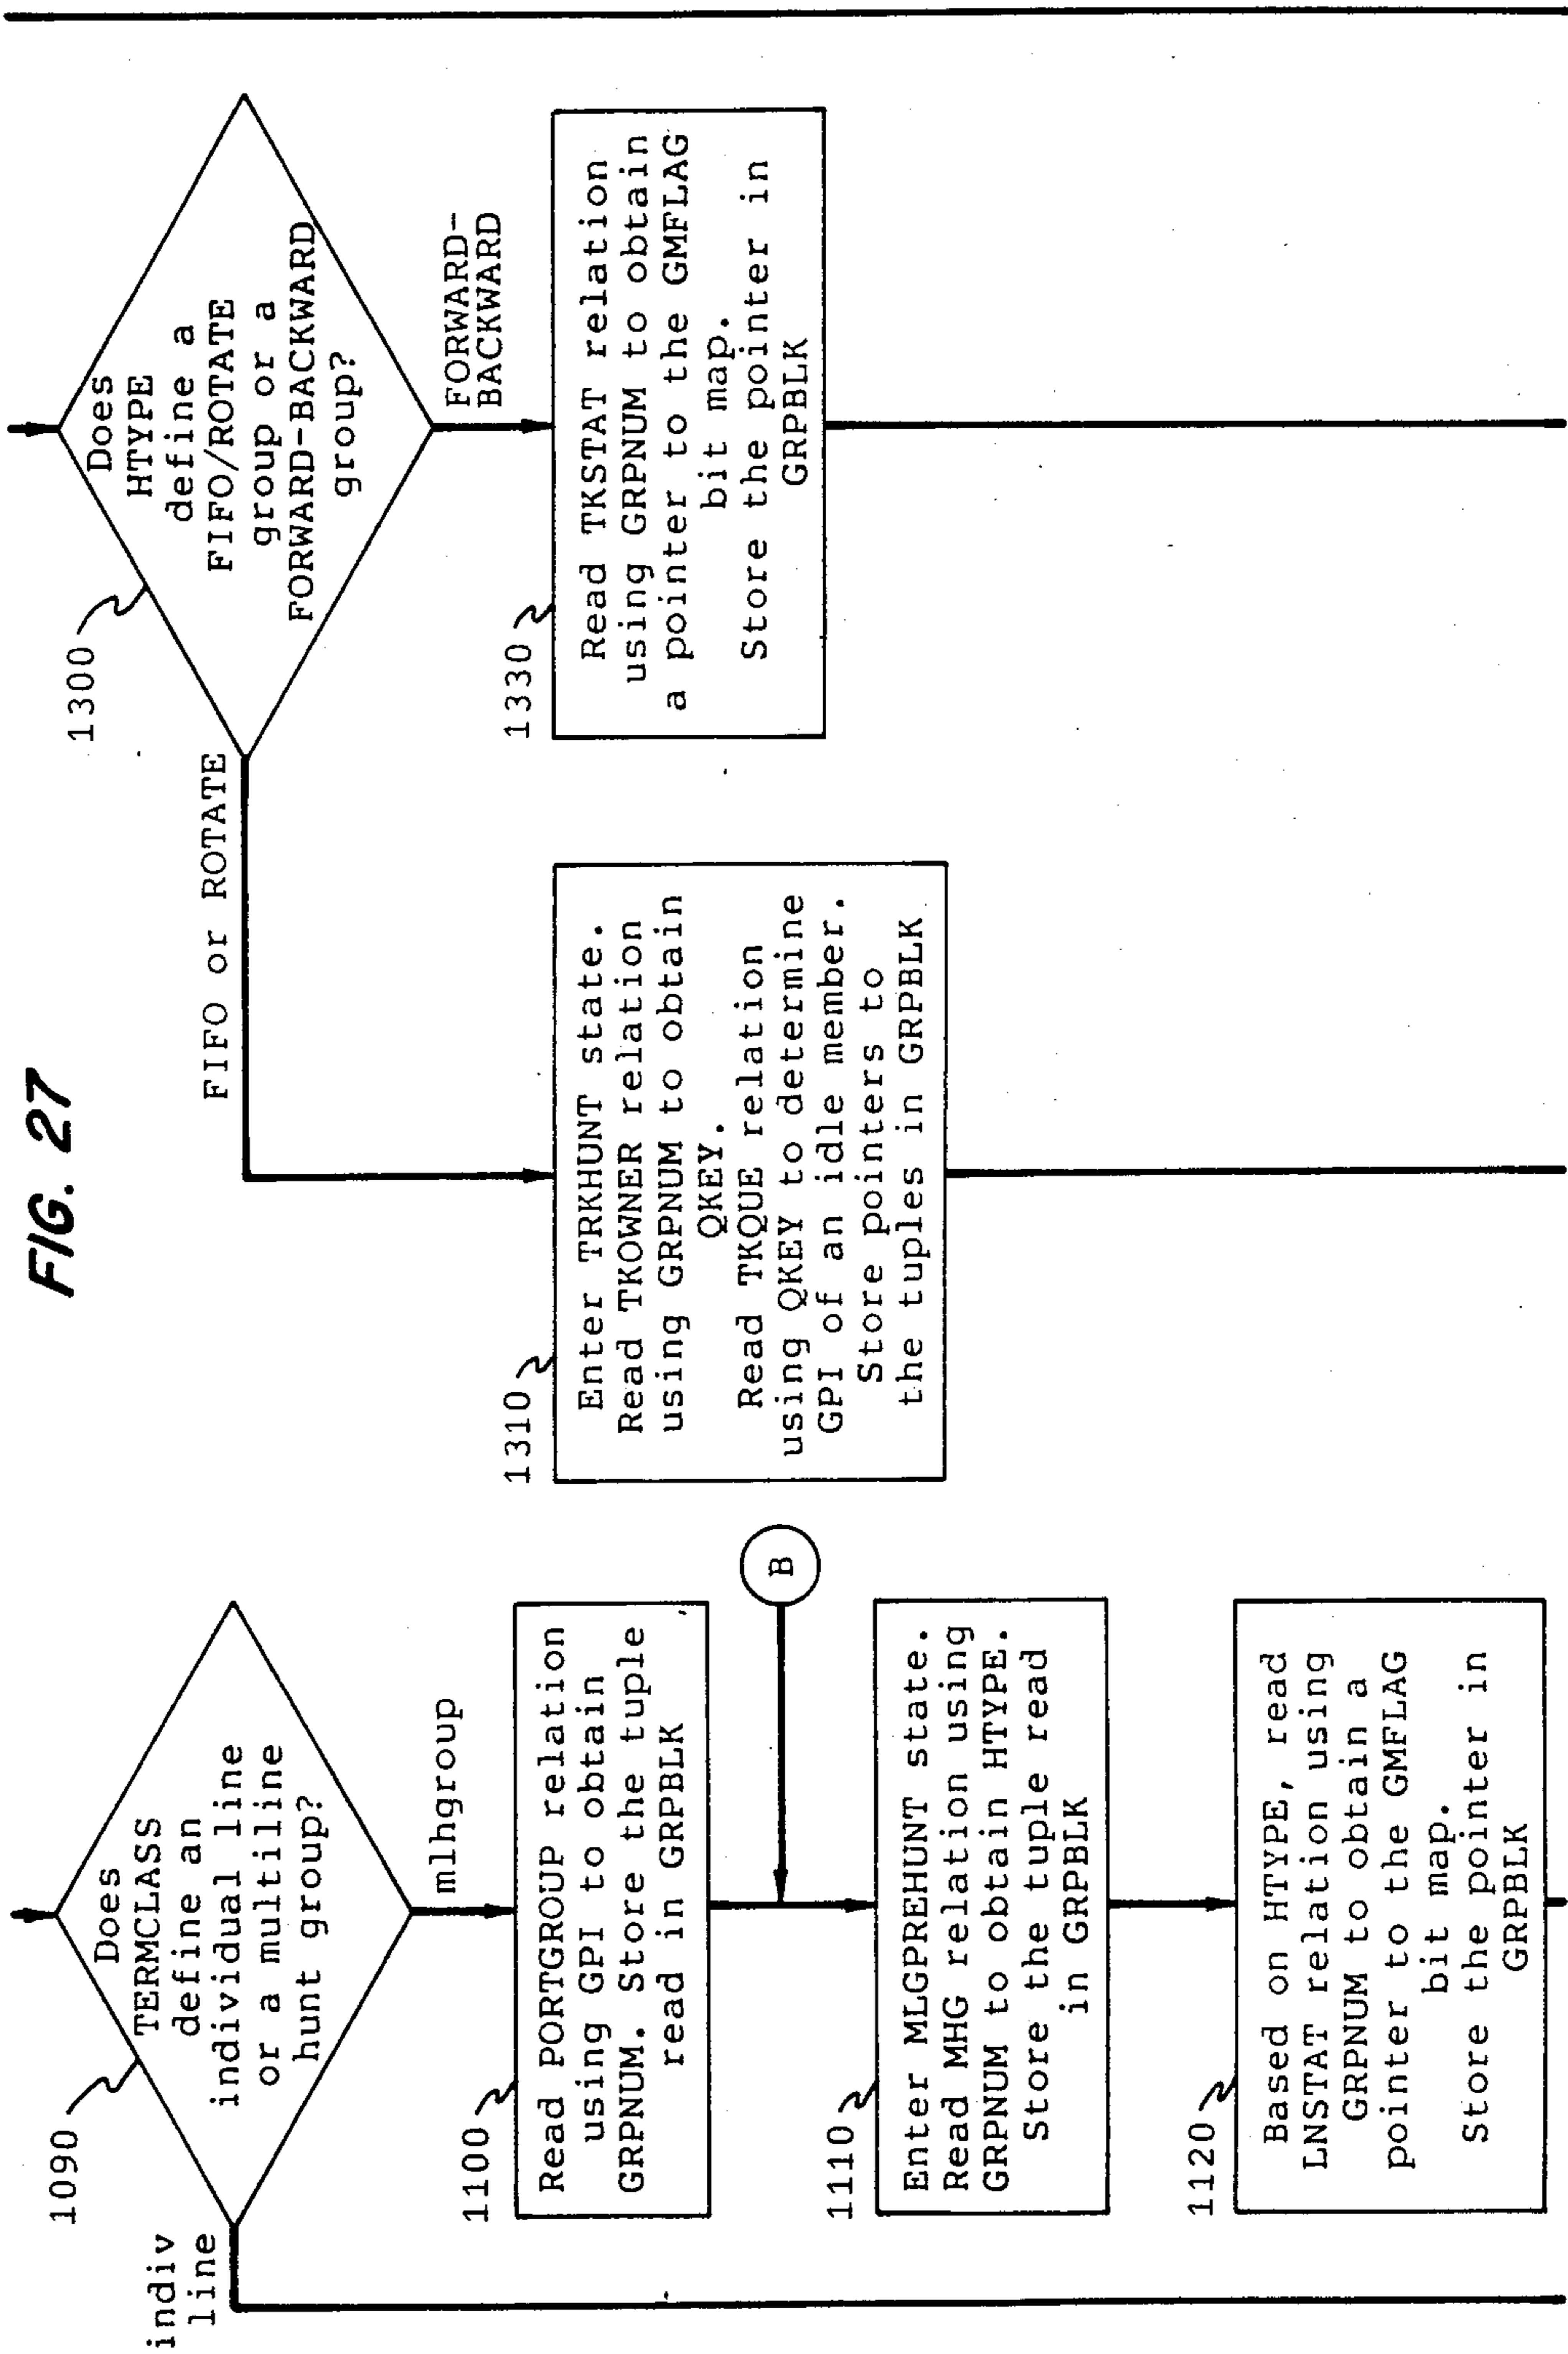 FIG. 27
1090
Does
TERMCLASS
define an
individual line
or a multiline
hunt group?
indiv
line
mlhgroup
1100
Read PORTGROUP relation
using GPI to obtain
GRPNUM. Store the tuple
read in GRPBLK
B
1110
Enter MLGPREHUNT state.
Read MHG relation using
GRPNUM to obtain HTYPE.
Store the tuple read
in GRPBLK
1120
Based on HTYPE, read
LNSTAT relation using
GRPNUM to obtain a
pointer to the GMFLAG
bit map.
Store the pointer in
GRPBLK
1300
Does
HTYPE
define a
FIFO/ROTATE
group or a
FORWARD-BACKWARD
group?
FIFO or ROTATE
FORWARD-
BACKWARD
1310
Enter TRKHUNT state.
Read TKOWNER relation
using GRPNUM to obtain
QKEY.
Read TKQUE relation
using QKEY to determine
GPI of an idle member.
Store pointers to
the tuples in GRPBLK
1330
Read TKSTAT relation
using GRPNUM to obtain
a pointer to the GMFLAG
bit map.
Store the pointer in
GRPBLK